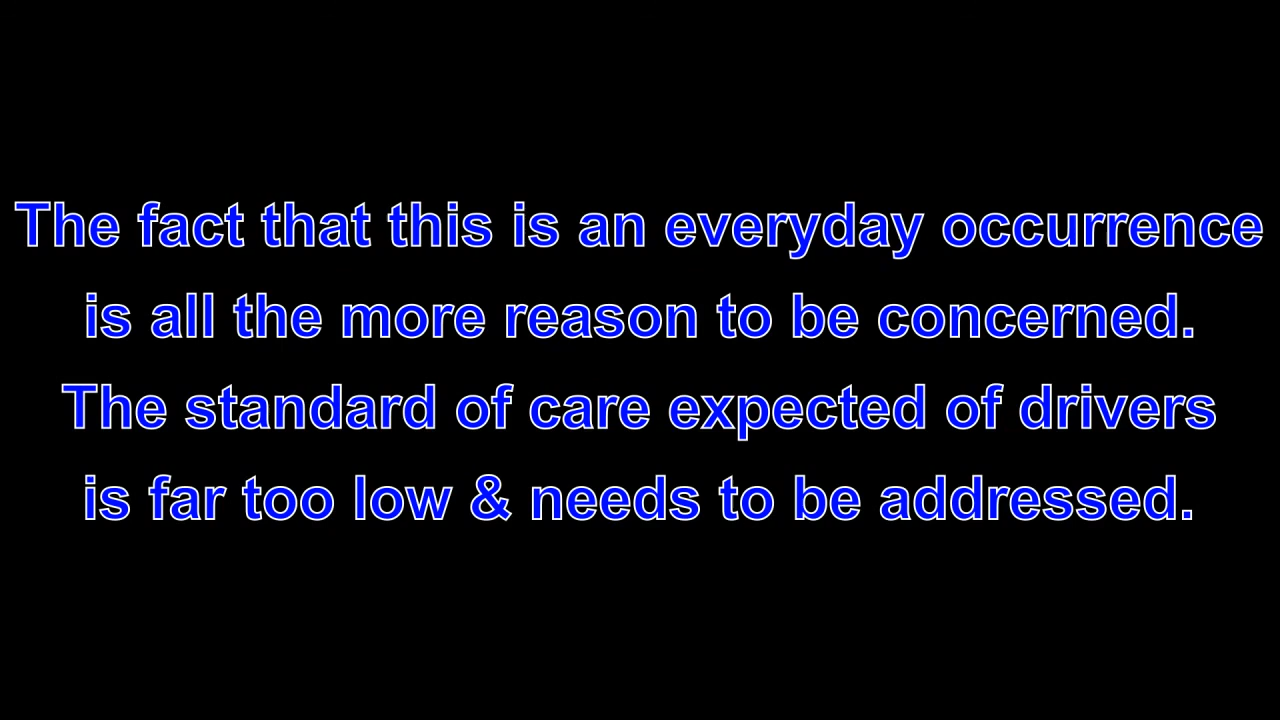 The fact that this is an everyday occurrence
is all the more reason to be concerned.
The standard of care expected of drivers
is far too low & needs to be addressed.